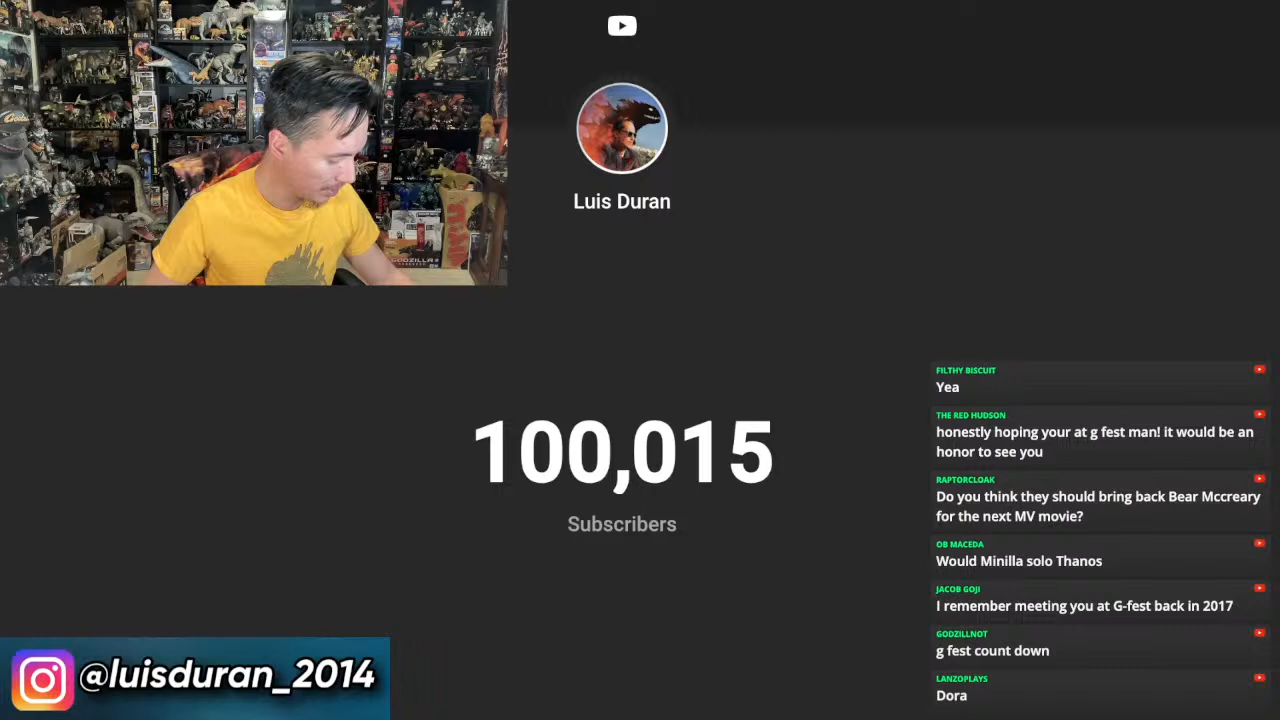 Luis Duran
GODZILLA
100,015
Subscribers
FILTHY BISCUIT
Yea
THE RED HUDSON
honestly hoping your at g fest man! it would be an
honor to see you
RAPTORCLOAK
Do you think they should bring back Bear Mccreary
for the next MV movie?
OB MACEDA
Would Minilla solo Thanos
JACOB GOJI
I remember meeting you at G-fest back in 2017
GODZILLNOT
g fest count down
LANZOPLAYS
Dora
@luisduran_2014